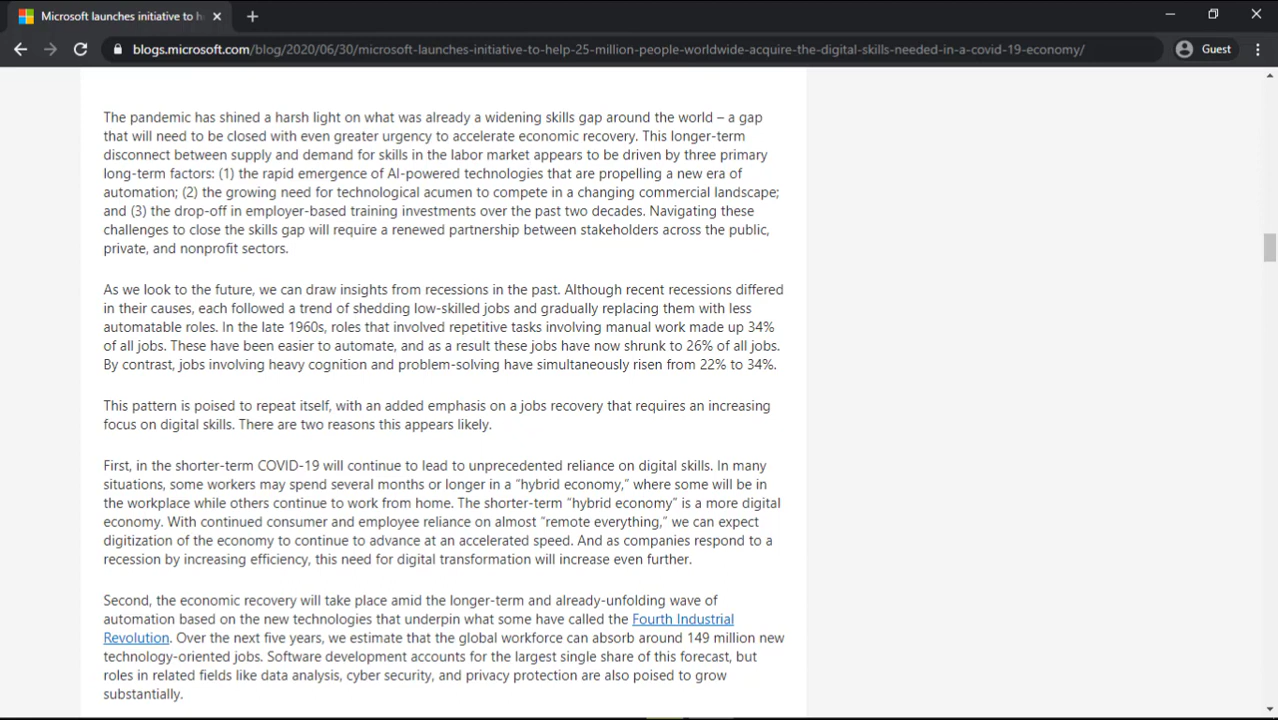 Microsoft launches initiative to h
blogs.microsoft.com/blog/2020/06/30/microsoft-launches-initiative-to-help-25-million-people-worldwide-acquire-the-digital-skills-needed-in-a-covid-19-economy/
Guest
The pandemic has shined a harsh light on what was already a widening skills gap around the world – a gap
that will need to be closed with even greater urgency to accelerate economic recovery. This longer-term
disconnect between supply and demand for skills in the labor market appears to be driven by three primary
long-term factors: (1) the rapid emergence of AI-powered technologies that are propelling a new era of
automation; (2) the growing need for technological acumen to compete in a changing commercial landscape;
and (3) the drop-off in employer-based training investments over the past two decades. Navigating these
challenges to close the skills gap will require a renewed partnership between stakeholders across the public,
private, and nonprofit sectors.
As we look to the future, we can draw insights from recessions in the past. Although recent recessions differed
in their causes, each followed a trend of shedding low-skilled jobs and gradually replacing them with less
automatable roles. In the late 1960s, roles that involved repetitive tasks involving manual work made up 34%
of all jobs. These have been easier to automate, and as a result these jobs have now shrunk to 26% of all jobs.
By contrast, jobs involving heavy cognition and problem-solving have simultaneously risen from 22% to 34%.
This pattern is poised to repeat itself, with an added emphasis on a jobs recovery that requires an increasing
focus on digital skills. There are two reasons this appears likely.
First, in the shorter-term COVID-19 will continue to lead to unprecedented reliance on digital skills. In many
situations, some workers may spend several months or longer in a “hybrid economy,” where some will be in
the workplace while others continue to work from home. The shorter-term “hybrid economy” is a more digital
economy. With continued consumer and employee reliance on almost “remote everything,” we can expect
digitization of the economy to continue to advance at an accelerated speed. And as companies respond to a
recession by increasing efficiency, this need for digital transformation will increase even further.
Second, the economic recovery will take place amid the longer-term and already-unfolding wave of
automation based on the new technologies that underpin what some have called the Fourth Industrial
Revolution. Over the next five years, we estimate that the global workforce can absorb around 149 million new
technology-oriented jobs. Software development accounts for the largest single share of this forecast, but
roles in related fields like data analysis, cyber security, and privacy protection are also poised to grow
substantially.